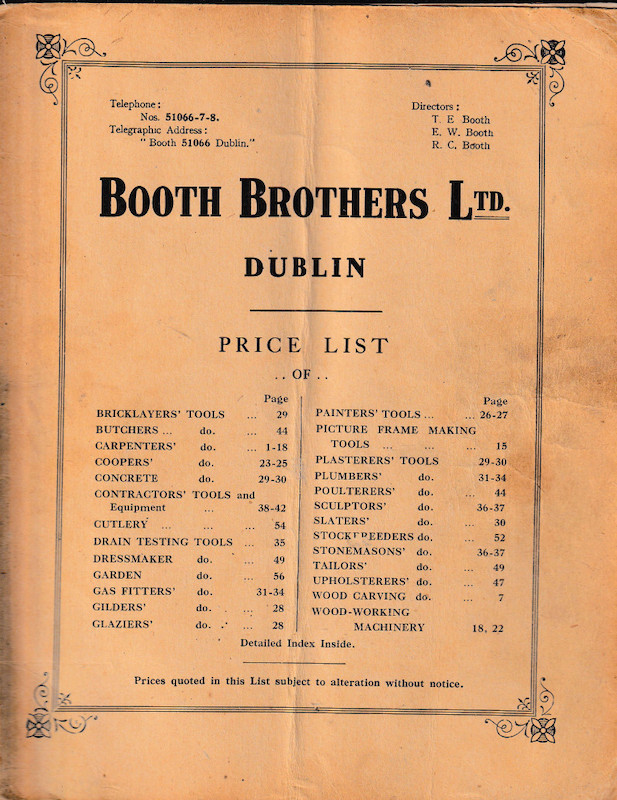 Telephone :
Nos. 51066-7-8.
Telegraphic Address :
" Booth 51066 Dublin."
Directors :
T. E Booth
E. W. Booth
R. C. Booth
BOOTH BROTHERS LTD.
DUBLIN
PRICE LIST
. . OF . .
Page
BRICKLAYERS' TOOLS ... 29
BUTCHERS ... do. ... 44
CARPENTERS' do. ... 1-18
COOPERS' do. 23-25
CONCRETE do. 29-30
CONTRACTORS' TOOLS and
Equipment ... 38-42
CUTLERY ... ... ... 54
DRAIN TESTING TOOLS ... 35
DRESSMAKER do. ... 49
GARDEN do. ... 56
GAS FITTERS' do. 31-34
GILDERS' do. ... 28
GLAZIERS' do. ... 28
Page
PAINTERS' TOOLS ... ... 26-27
PICTURE FRAME MAKING
TOOLS ... ... ... 15
PLASTERERS' TOOLS 29-30
PLUMBERS' do. 31-34
POULTERERS' do. ... 44
SCULPTORS' do. 36-37
SLATERS' do. ... 30
STOCKBREEDERS do. ... 52
STONEMASONS' do. 36-37
TAILORS' do. ... 49
UPHOLSTERERS' do. ... 47
WOOD CARVING do. ... 7
WOOD-WORKING
MACHINERY 18, 22
Detailed Index Inside.
Prices quoted in this List subject to alteration without notice.